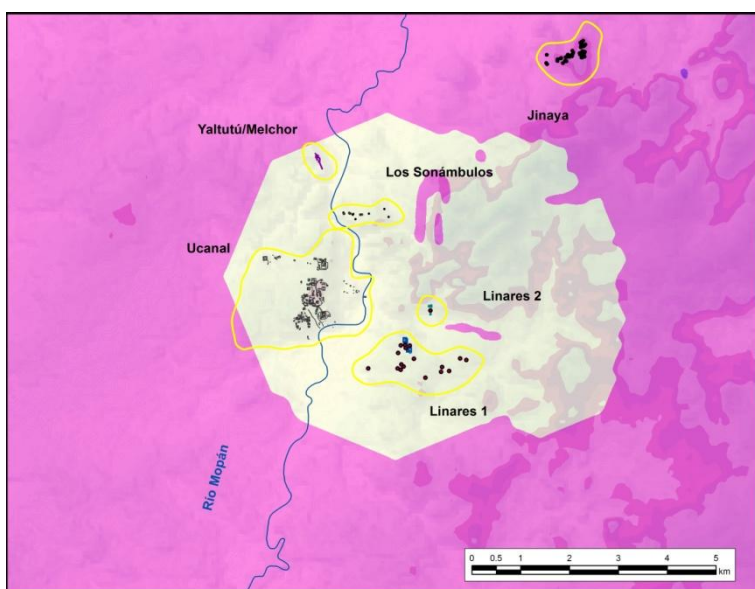 Jinaya
Yaltutú/Melchor
Los Sonámbulos
Ucanal
Linares 2
Linares 1
Río Mopán
0 0.5 1 2 3 4 5
km